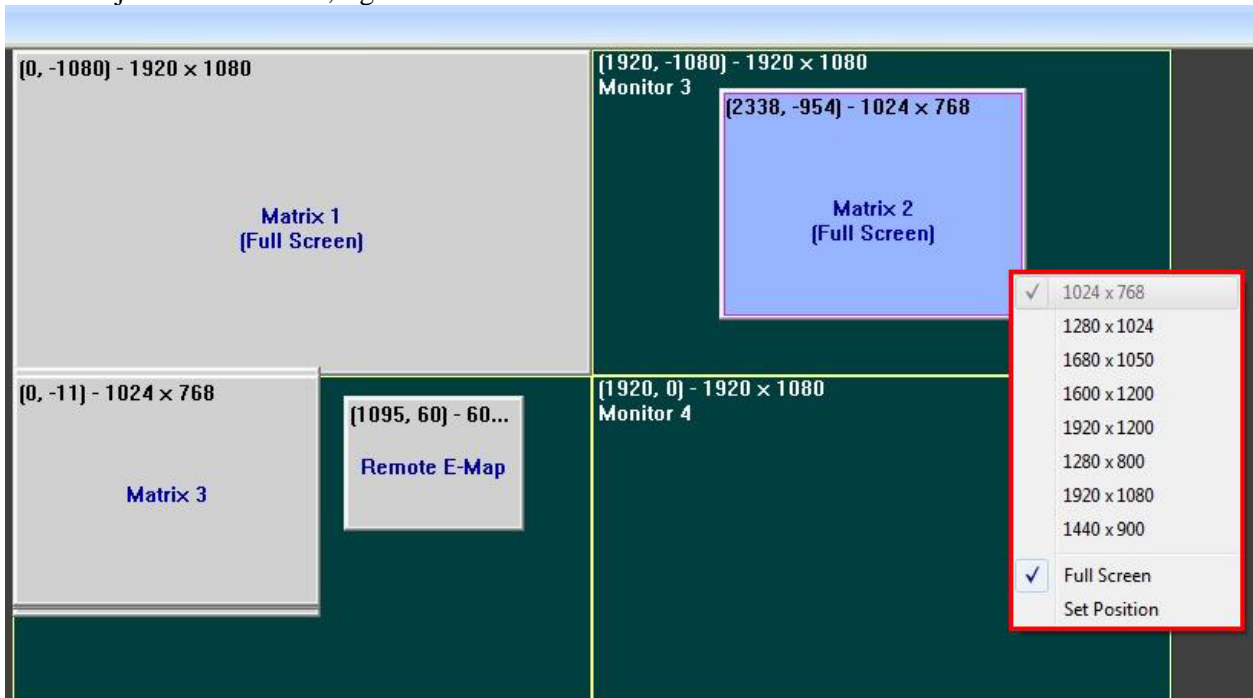 (0, -1080) - 1920 × 1080
Matrix 1
(Full Screen)
(1920, -1080) - 1920 × 1080
Monitor 3
(2338, -954) - 1024 × 768
Matrix 2
(Full Screen)
(0, -11) - 1024 × 768
Matrix 3
(1095, 60) - 60...
Remote E-Map
(1920, 0) - 1920 × 1080
Monitor 4
1024 x 768
1280 x 1024
1680 x 1050
1600 x 1200
1920 x 1200
1280 x 800
1920 x 1080
1440 x 900
Full Screen
Set Position